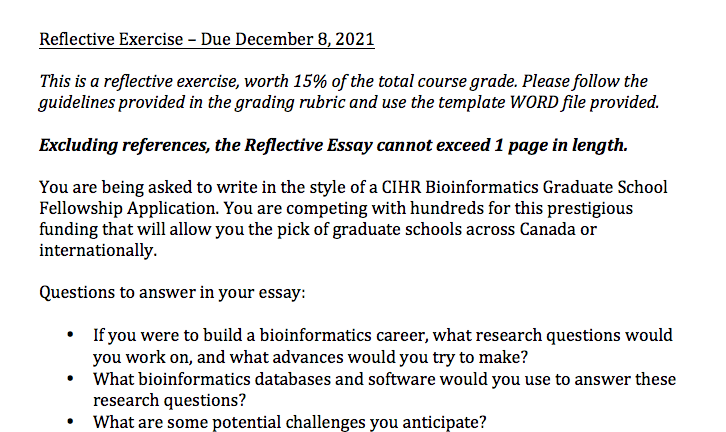 Reflective Exercise – Due December 8, 2021
This is a reflective exercise, worth 15% of the total course grade. Please follow the
guidelines provided in the grading rubric and use the template WORD file provided.
Excluding references, the Reflective Essay cannot exceed 1 page in length.
You are being asked to write in the style of a CIHR Bioinformatics Graduate School
Fellowship Application. You are competing with hundreds for this prestigious
funding that will allow you the pick of graduate schools across Canada or
internationally.
Questions to answer in your essay:
• If you were to build a bioinformatics career, what research questions would
you work on, and what advances would you try to make?
• What bioinformatics databases and software would you use to answer these
research questions?
• What are some potential challenges you anticipate?